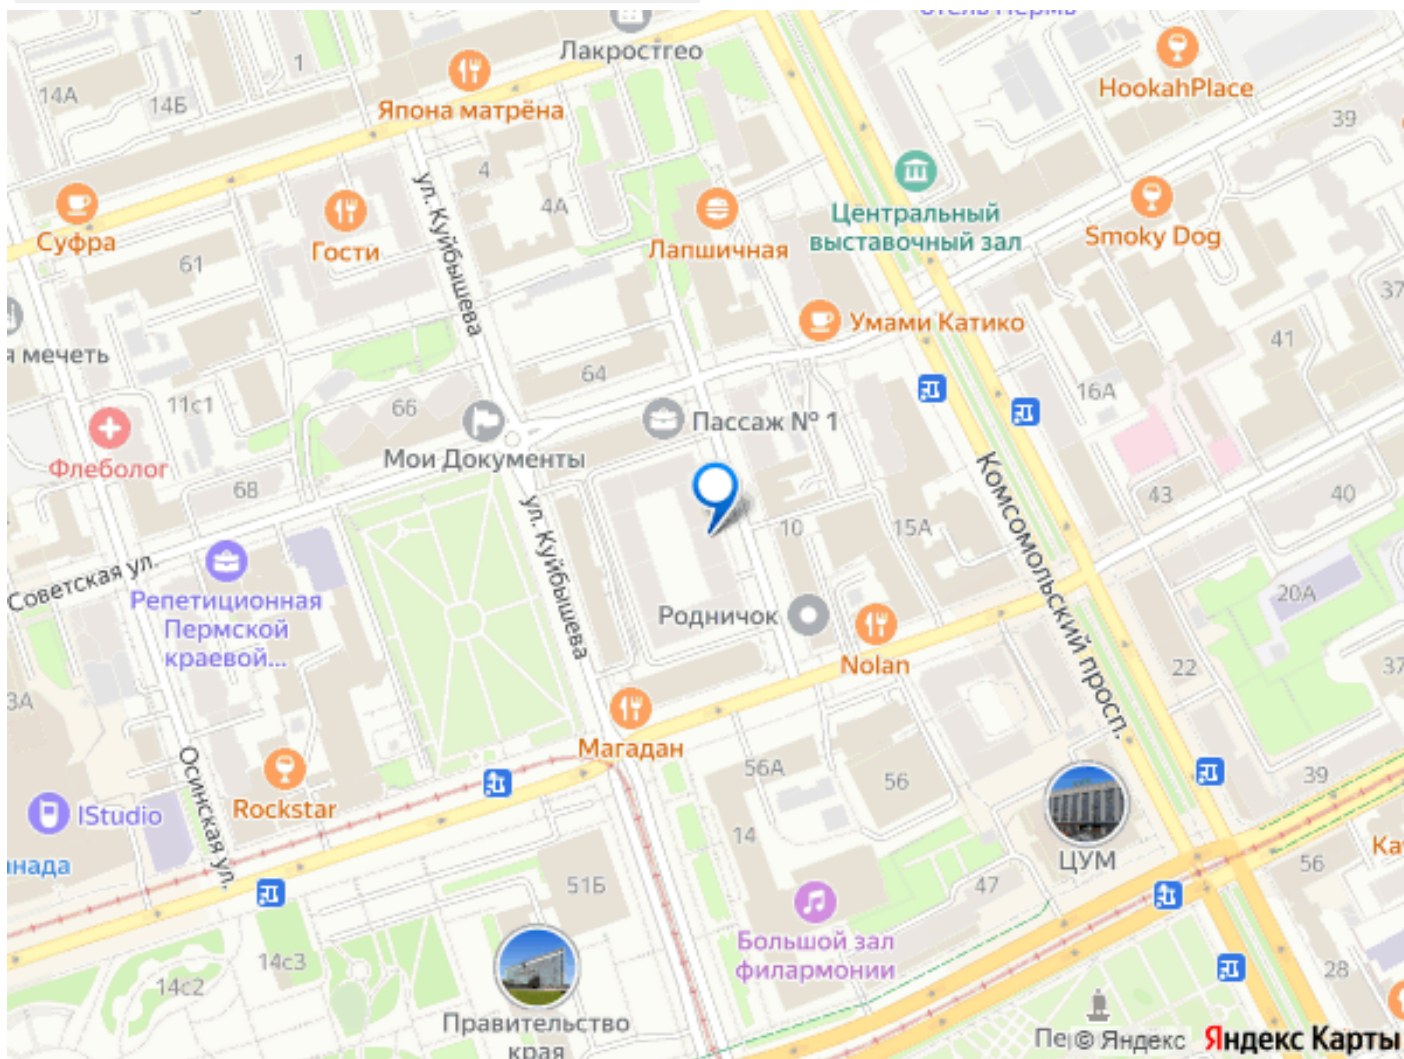 Лакростгео
HookahPlace
1
14А
14Б
Япона матрёна
39
4
4А
ул. Куйбышева
Центральный
выставочный зал
Smoky Dog
Суфра
Гости
Лапшичная
61
37
Умами Катико
41
мечеть
64
16А
11с1
66
Пассаж № 1
Флеболог
Мои Документы
68
43
40
10
15А
ул. Куйбышева
Комсомольский просп.
Советская ул.
Репетиционная
Пермской
краевой...
20А
Родничок
Nolan
22
37
3А
Магадан
Осинская ул.
56А
56
39
Rockstar
IStudio
14
ЦУМ
56
51Б
47
Большой зал
филармонии
14с3
14с2
28
Правительство
края
© Яндекс
Яндекс Карты